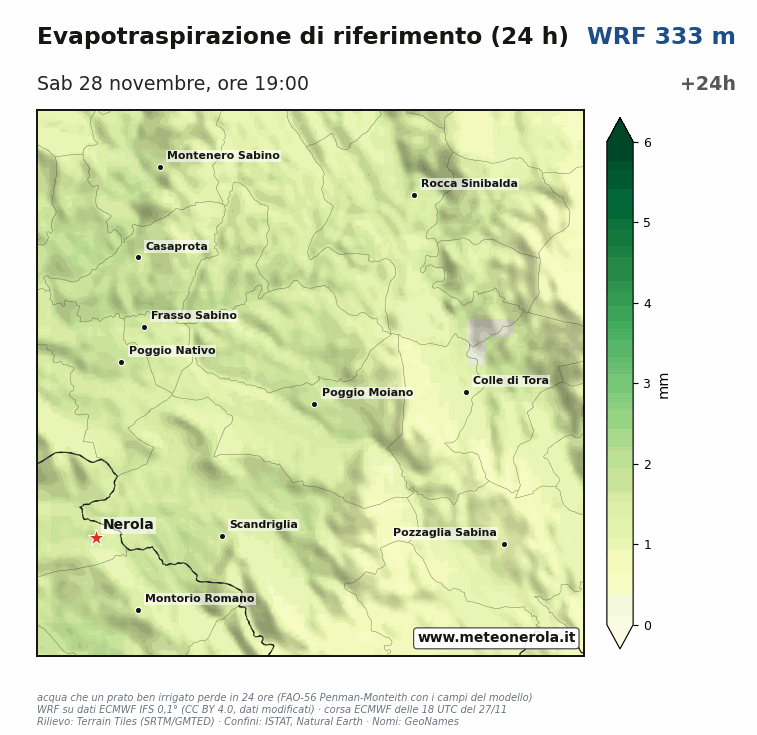 Evapotraspirazione di riferimento (24 h) WRF 333 m
Sab 28 novembre, ore 19:00 +24h
Montenero Sabino
Rocca Sinibalda
Casaprota
Frasso Sabino
Poggio Nativo
Colle di Tora
Poggio Moiano
Nerola
Scandriglia
Pozzaglia Sabina
Montorio Romano
www.meteonerola.it
6
5
4
3
2
1
0
mm
acqua che un prato ben irrigato perde in 24 ore (FAO-56 Penman-Monteith con i campi del modello)
WRF su dati ECMWF IFS 0,1° (CC BY 4.0, dati modificati) · corsa ECMWF delle 18 UTC del 27/11
Rilievo: Terrain Tiles (SRTM/GMTED) · Confini: ISTAT, Natural Earth · Nomi: GeoNames